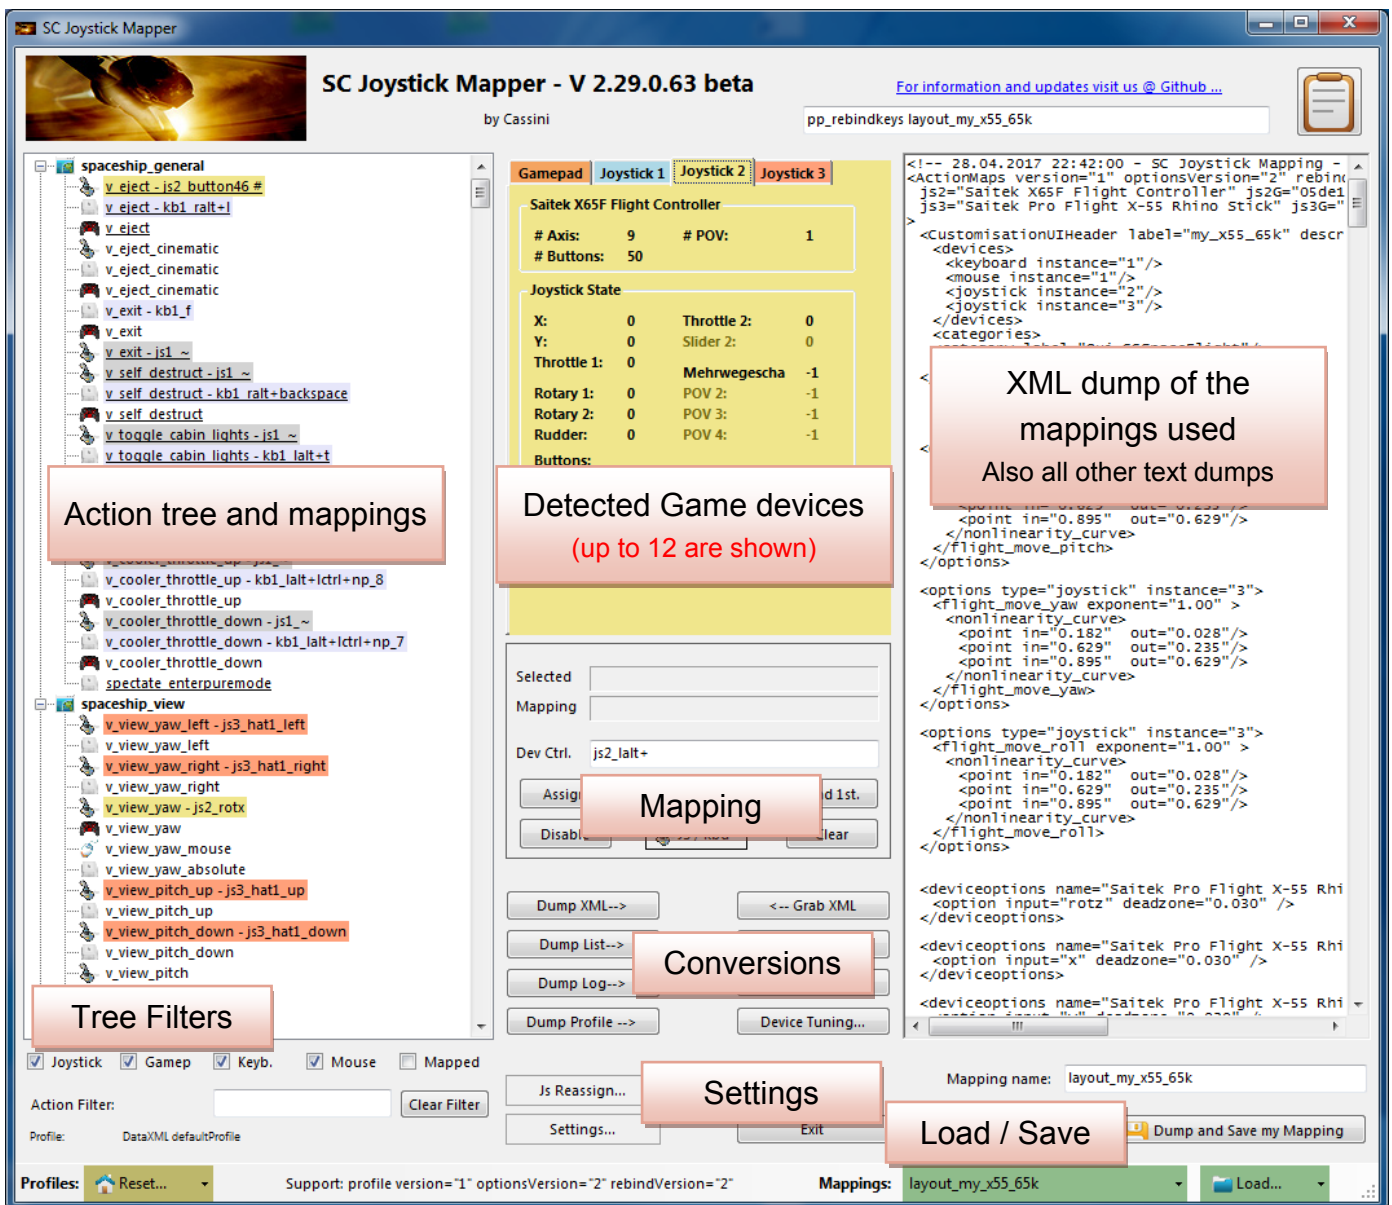 SC Joystick Mapper
SC Joystick Mapper - V 2.29.0.63 beta
by Cassini
For information and updates visit us @ Github ...
pp_rebindkeys layout_my_x55_65k
spaceship_general
v_eject - js2_button46 #
v_eject - kb1_ralt+l
v_eject
v_eject_cinematic
v_eject_cinematic
v_eject_cinematic
v_exit - kb1_f
v_exit
v_exit - js1_~
v_self_destruct - js1_~
v_self_destruct - kb1_ralt+backspace
v_self_destruct
v_toggle_cabin_lights - js1_~
v_toggle_cabin_lights - kb1_lalt+t
Action tree and mappings
v_cooler_throttle_up - js1_~
v_cooler_throttle_up - kb1_lalt+lctrl+np_8
v_cooler_throttle_up
v_cooler_throttle_down - js1_~
v_cooler_throttle_down - kb1_lalt+lctrl+np_7
v_cooler_throttle_down
spectate_enterpuremode
spaceship_view
v_view_yaw_left - js3_hat1_left
v_view_yaw_left
v_view_yaw_right - js3_hat1_right
v_view_yaw_right
v_view_yaw - js2_rotx
v_view_yaw
v_view_yaw_mouse
v_view_yaw_absolute
v_view_pitch_up - js3_hat1_up
v_view_pitch_up
v_view_pitch_down - js3_hat1_down
v_view_pitch_down
v_view_pitch
Tree Filters
Joystick Gamep Keyb. Mouse Mapped
Action Filter: Clear Filter
Profile: DataXML defaultProfile
Gamepad Joystick 1 Joystick 2 Joystick 3
Saitek X65F Flight Controller
# Axis: 9 # POV: 1
# Buttons: 50
Joystick State
X: 0 Throttle 2: 0
Y: 0 Slider 2: 0
Throttle 1: 0
Mehrwegescha -1
Rotary 1: 0 POV 2: -1
Rotary 2: 0 POV 3: -1
Rudder: 0 POV 4: -1
Buttons:
Detected Game devices
(up to 12 are shown)
Selected
Mapping
Dev Ctrl. js2_lalt+
Assig
d 1st.
Mapping
Disable
Clear
Dump XML--> <-- Grab XML
Dump List-->
Conversions
Dump Log-->
Dump Profile --> Device Tuning...
Js Reassign...
Settings
Settings... Exit
<!-- 28.04.2017 22:42:00 - SC Joystick Mapping -
<ActionMaps version="1" optionsVersion="2" rebind
js2="Saitek X65F Flight Controller" js2G="05de1
js3="Saitek Pro Flight X-55 Rhino Stick" js3G="
>
<CustomisationUIHeader label="my_x55_65k" descr
<devices>
<keyboard instance="1"/>
<mouse instance="1"/>
<joystick instance="2"/>
<joystick instance="3"/>
</devices>
<categories>
XML dump of the
mappings used
Also all other text dumps
<point in="0.895" out="0.629"/>
</nonlinearity_curve>
</flight_move_pitch>
</options>
<options type="joystick" instance="3">
<flight_move_yaw exponent="1.00" >
<nonlinearity_curve>
<point in="0.182" out="0.028"/>
<point in="0.629" out="0.235"/>
<point in="0.895" out="0.629"/>
</nonlinearity_curve>
</flight_move_yaw>
</options>
<options type="joystick" instance="3">
<flight_move_roll exponent="1.00" >
<nonlinearity_curve>
<point in="0.182" out="0.028"/>
<point in="0.629" out="0.235"/>
<point in="0.895" out="0.629"/>
</nonlinearity_curve>
</flight_move_roll>
</options>
<deviceoptions name="Saitek Pro Flight X-55 Rhi
<option input="rotz" deadzone="0.030" />
</deviceoptions>
<deviceoptions name="Saitek Pro Flight X-55 Rhi
<option input="x" deadzone="0.030" />
</deviceoptions>
<deviceoptions name="Saitek Pro Flight X-55 Rhi
Mapping name: layout_my_x55_65k
Load / Save
Dump and Save my Mapping
Profiles: Reset... Support: profile version="1" optionsVersion="2" rebindVersion="2" Mappings: layout_my_x55_65k Load...